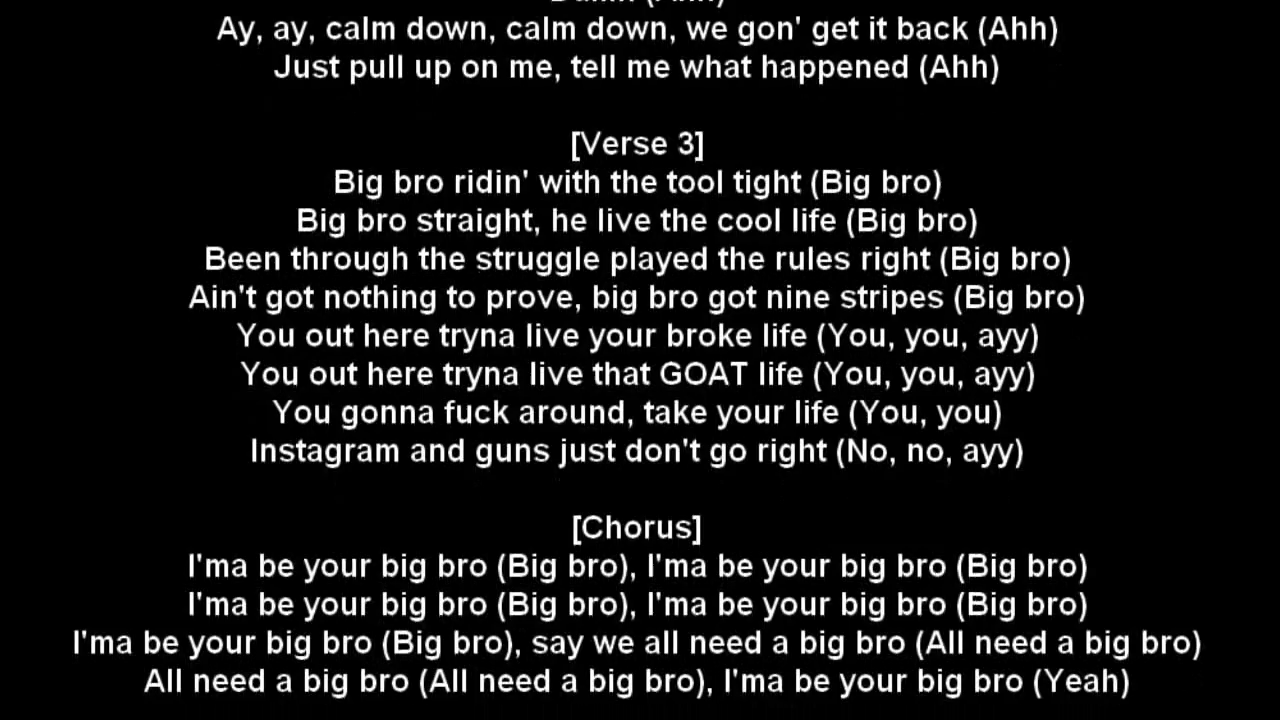 Ay, ay, calm down, calm down, we gon' get it back (Ahh)
Just pull up on me, tell me what happened (Ahh)
[Verse 3]
Big bro ridin' with the tool tight (Big bro)
Big bro straight, he live the cool life (Big bro)
Been through the struggle played the rules right (Big bro)
Ain't got nothing to prove, big bro got nine stripes (Big bro)
You out here tryna live your broke life (You, you, ayy)
You out here tryna live that GOAT life (You, you, ayy)
You gonna fuck around, take your life (You, you)
Instagram and guns just don't go right (No, no, ayy)
[Chorus]
I'ma be your big bro (Big bro), I'ma be your big bro (Big bro)
I'ma be your big bro (Big bro), I'ma be your big bro (Big bro)
I'ma be your big bro (Big bro), say we all need a big bro (All need a big bro)
All need a big bro (All need a big bro), I'ma be your big bro (Yeah)